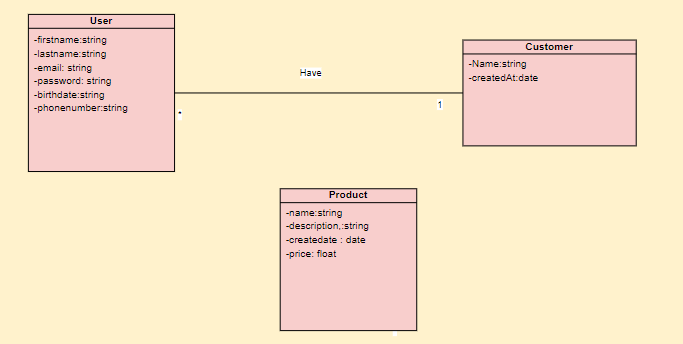 User
-firstname:string
-lastname:string
-email: string
-password: string
-birthdate:string
-phonenumber:string
*
Have
1
Customer
-Name:string
-createdAt:date
Product
-name:string
-description,:string
-createdate : date
-price: float